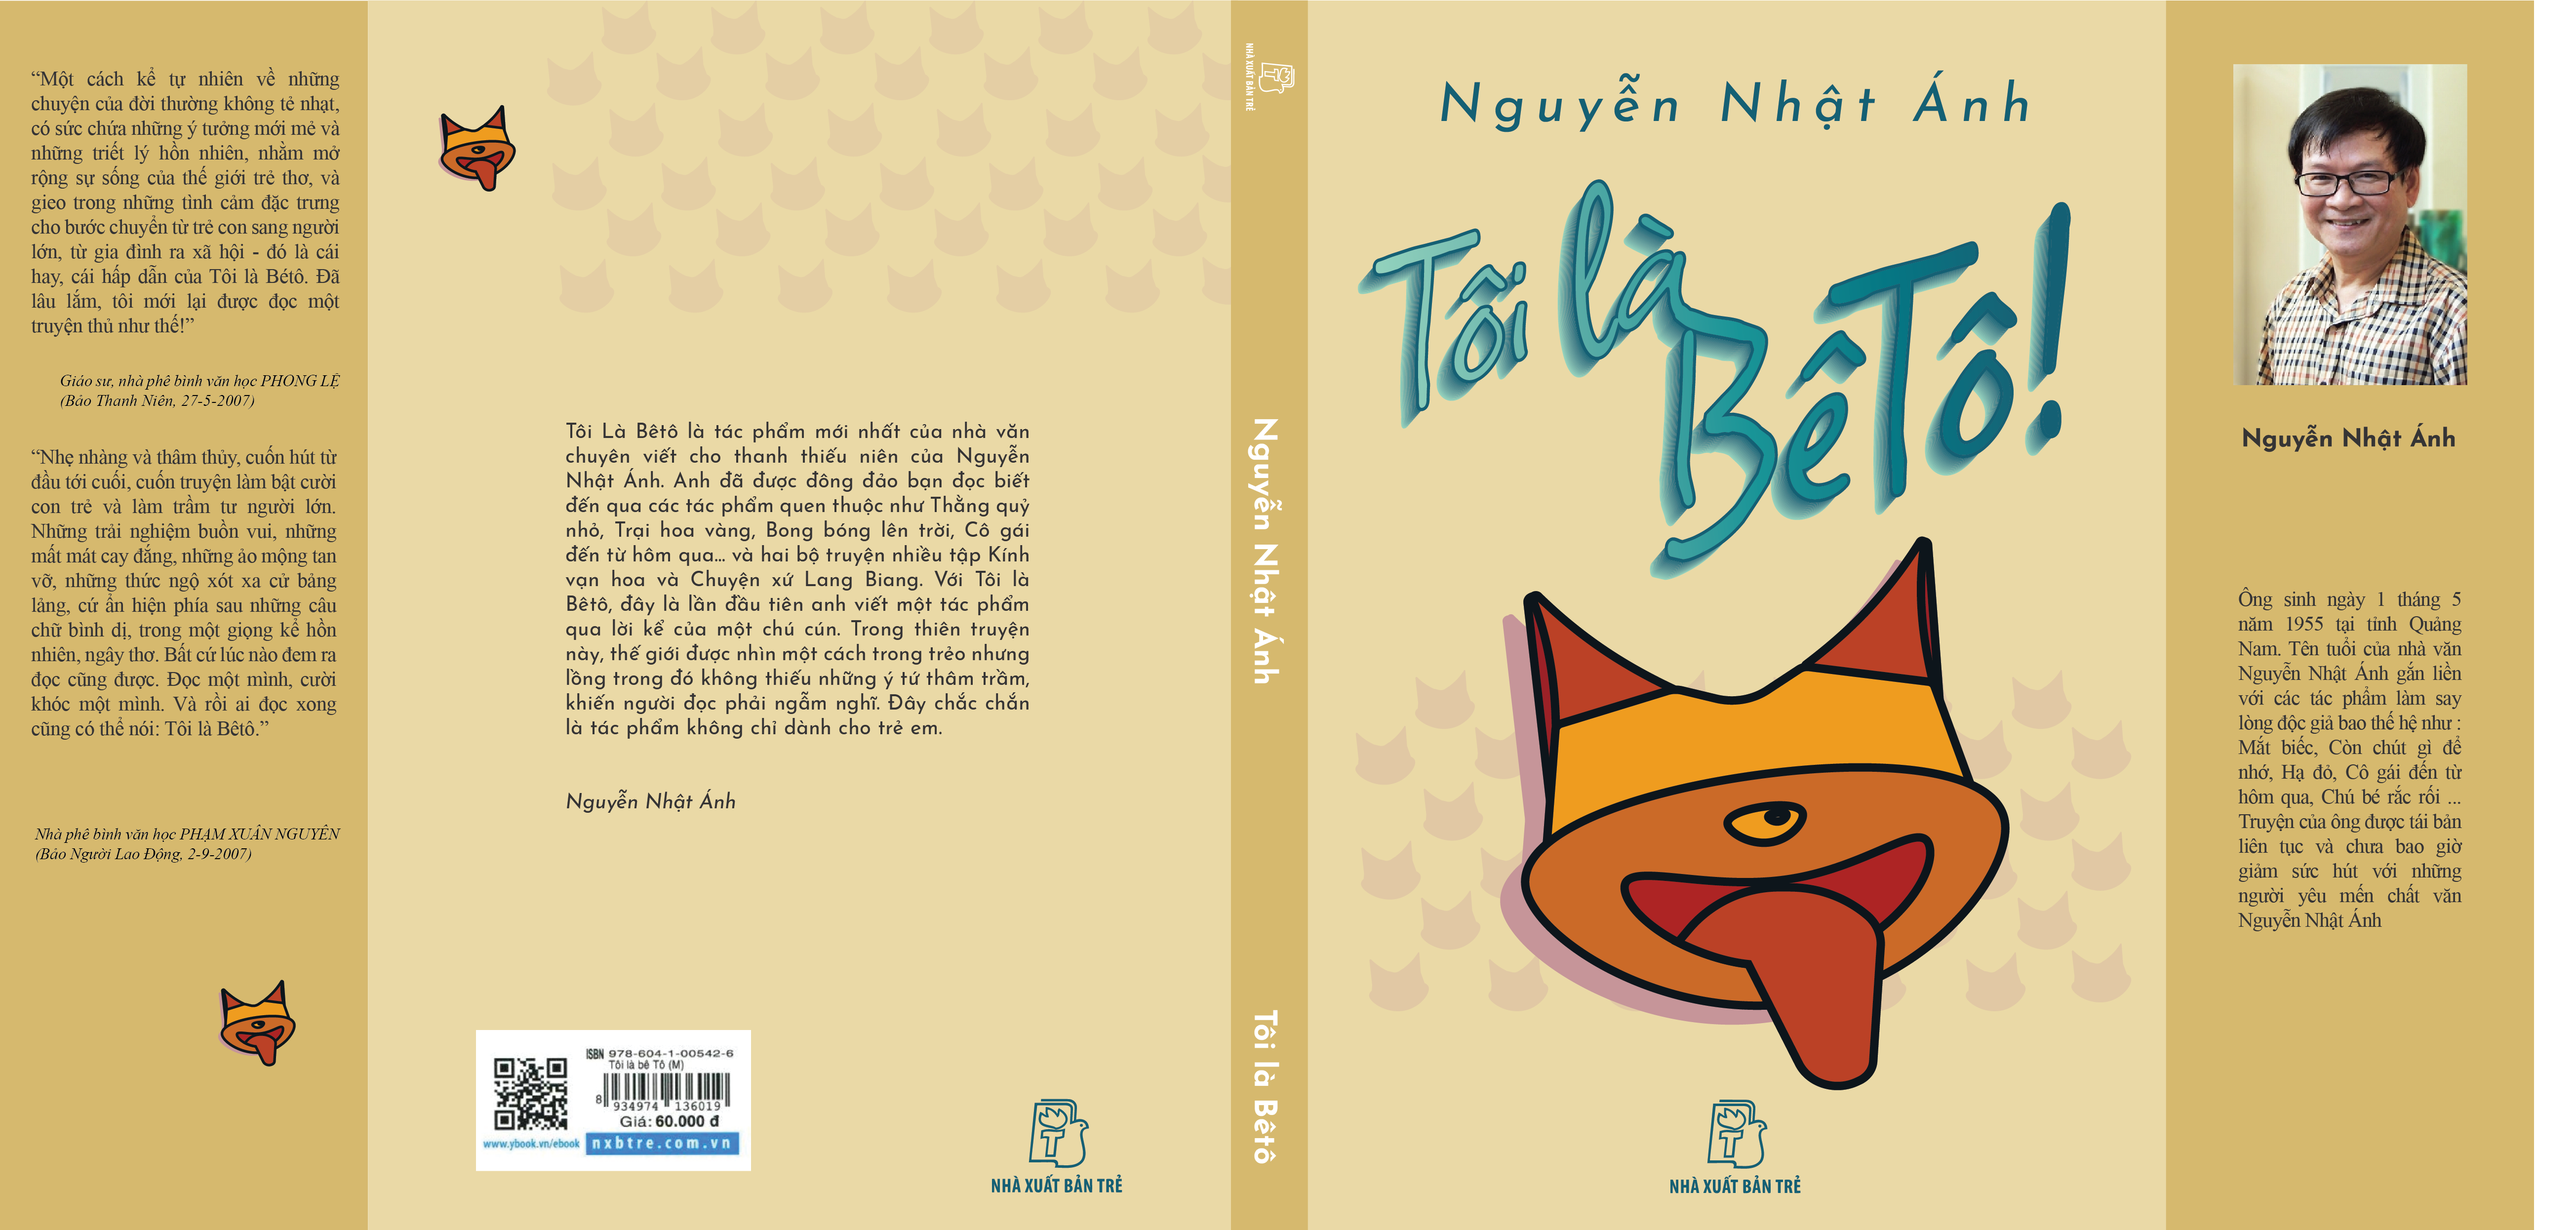 “Một cách kể tự nhiên về những
chuyện của đời thường không tẻ nhạt,
có sức chứa những ý tưởng mới mẻ và
những triết lý hồn nhiên, nhằm mở
rộng sự sống của thế giới trẻ thơ, và
gieo trong những tình cảm đặc trưng
cho bước chuyển từ trẻ con sang người
lớn, từ gia đình ra xã hội - đó là cái
hay, cái hấp dẫn của Tôi là Bétô. Đã
lâu lắm, tôi mới lại được đọc một
truyện thủ như thế!”
Giáo sư, nhà phê bình văn học PHONG LỆ
(Bảo Thanh Niên, 27-5-2007)
“Nhẹ nhàng và thâm thủy, cuốn hút từ
đầu tới cuối, cuốn truyện làm bật cười
con trẻ và làm trầm tư người lớn.
Những trải nghiệm buồn vui, những
mất mát cay đắng, những ảo mộng tan
vỡ, những thức ngộ xót xa cử bảng
lảng, cứ ẩn hiện phía sau những câu
chữ bình dị, trong một giọng kể hồn
nhiên, ngây thơ. Bất cứ lúc nào đem ra
đọc cũng được. Đọc một mình, cười
khóc một mình. Và rồi ai đọc xong
cũng có thể nói: Tôi là Bêtô.”
Nhà phê bình văn học PHẠM XUÂN NGUYÊN
(Bảo Người Lao Động, 2-9-2007)
Tôi Là Bêtô là tác phẩm mới nhất của nhà văn
chuyên viết cho thanh thiếu niên của Nguyễn
Nhật Ánh. Anh đã được đông đảo bạn đọc biết
đến qua các tác phẩm quen thuộc như Thằng quỷ
nhỏ, Trại hoa vàng, Bong bóng lên trời, Cô gái
đến từ hôm qua... và hai bộ truyện nhiều tập Kính
vạn hoa và Chuyện xứ Lang Biang. Với Tôi là
Bêtô, đây là lần đầu tiên anh viết một tác phẩm
qua lời kể của một chú cún. Trong thiên truyện
này, thế giới được nhìn một cách trong trẻo nhưng
lồng trong đó không thiếu những ý tứ thâm trầm,
khiến người đọc phải ngẫm nghĩ. Đây chắc chắn
là tác phẩm không chỉ dành cho trẻ em.
Nguyễn Nhật Ánh
ISBN 978-604-1-00542-6
Tôi là bê Tô (M)
8 934974 136019
Giá: 60.000 đ
www.ybook.vn/ebook
nxbtre.com.vn
NHÀ XUẤT BẢN TRẺ
NHÀ XUẤT BẢN TRẺ
Nguyễn Nhật Ánh
Tôi là Bêtô
Nguyễn Nhật Ánh
Tôi là
BêTô!
NHÀ XUẤT BẢN TRẺ
Nguyễn Nhật Ánh
Ông sinh ngày 1 tháng 5
năm 1955 tại tỉnh Quảng
Nam. Tên tuổi của nhà văn
Nguyễn Nhật Ánh gắn liền
với các tác phẩm làm say
lòng độc giả bao thế hệ như :
Mắt biếc, Còn chút gì để
nhớ, Hạ đỏ, Cô gái đến từ
hôm qua, Chú bé rắc rối ...
Truyện của ông được tái bản
liên tục và chưa bao giờ
giảm sức hút với những
người yêu mến chất văn
Nguyễn Nhật Ánh